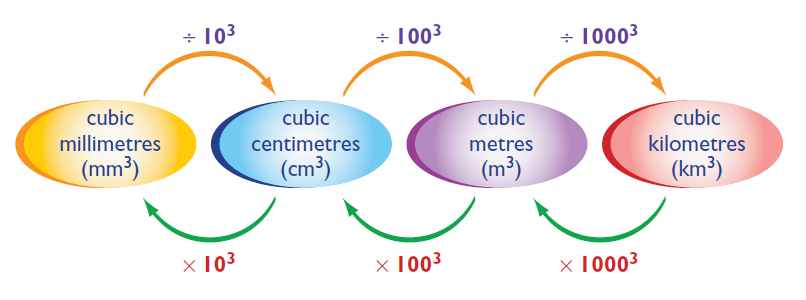 ÷ 10³ ÷ 100³ ÷ 1000³
cubic
millimetres
(mm³)
cubic
centimetres
(cm³)
cubic
metres
(m³)
cubic
kilometres
(km³)
× 10³ × 100³ × 1000³